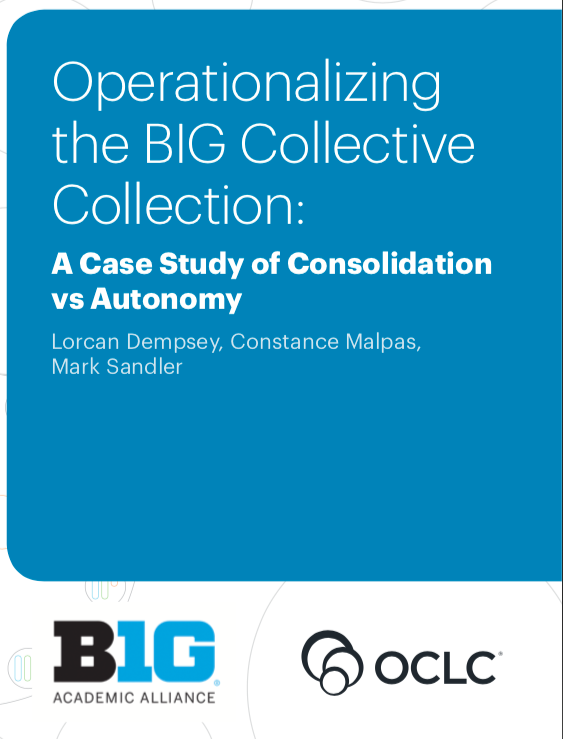 Operationalizing
the BIG Collective
Collection:
A Case Study of Consolidation
vs Autonomy
Lorcan Dempsey, Constance Malpas,
Mark Sandler
B1G®
ACADEMIC ALLIANCE
OCLC®